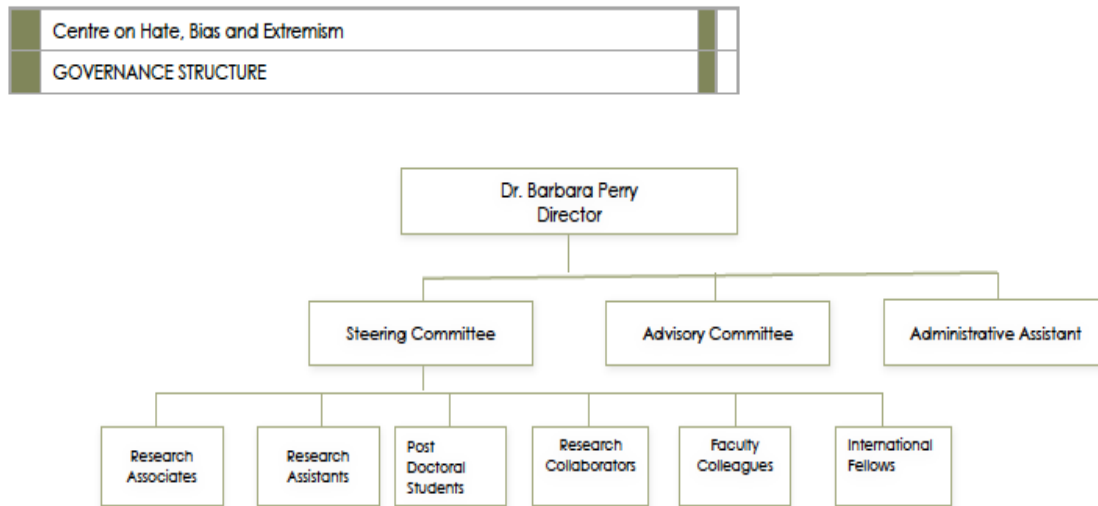 Centre on Hate, Bias and Extremism
GOVERNANCE STRUCTURE
Dr. Barbara Perry
Director
Steering Committee
Advisory Committee
Administrative Assistant
Research
Associates
Research
Assistants
Post
Doctoral
Students
Research
Collaborators
Faculty
Colleagues
International
Fellows